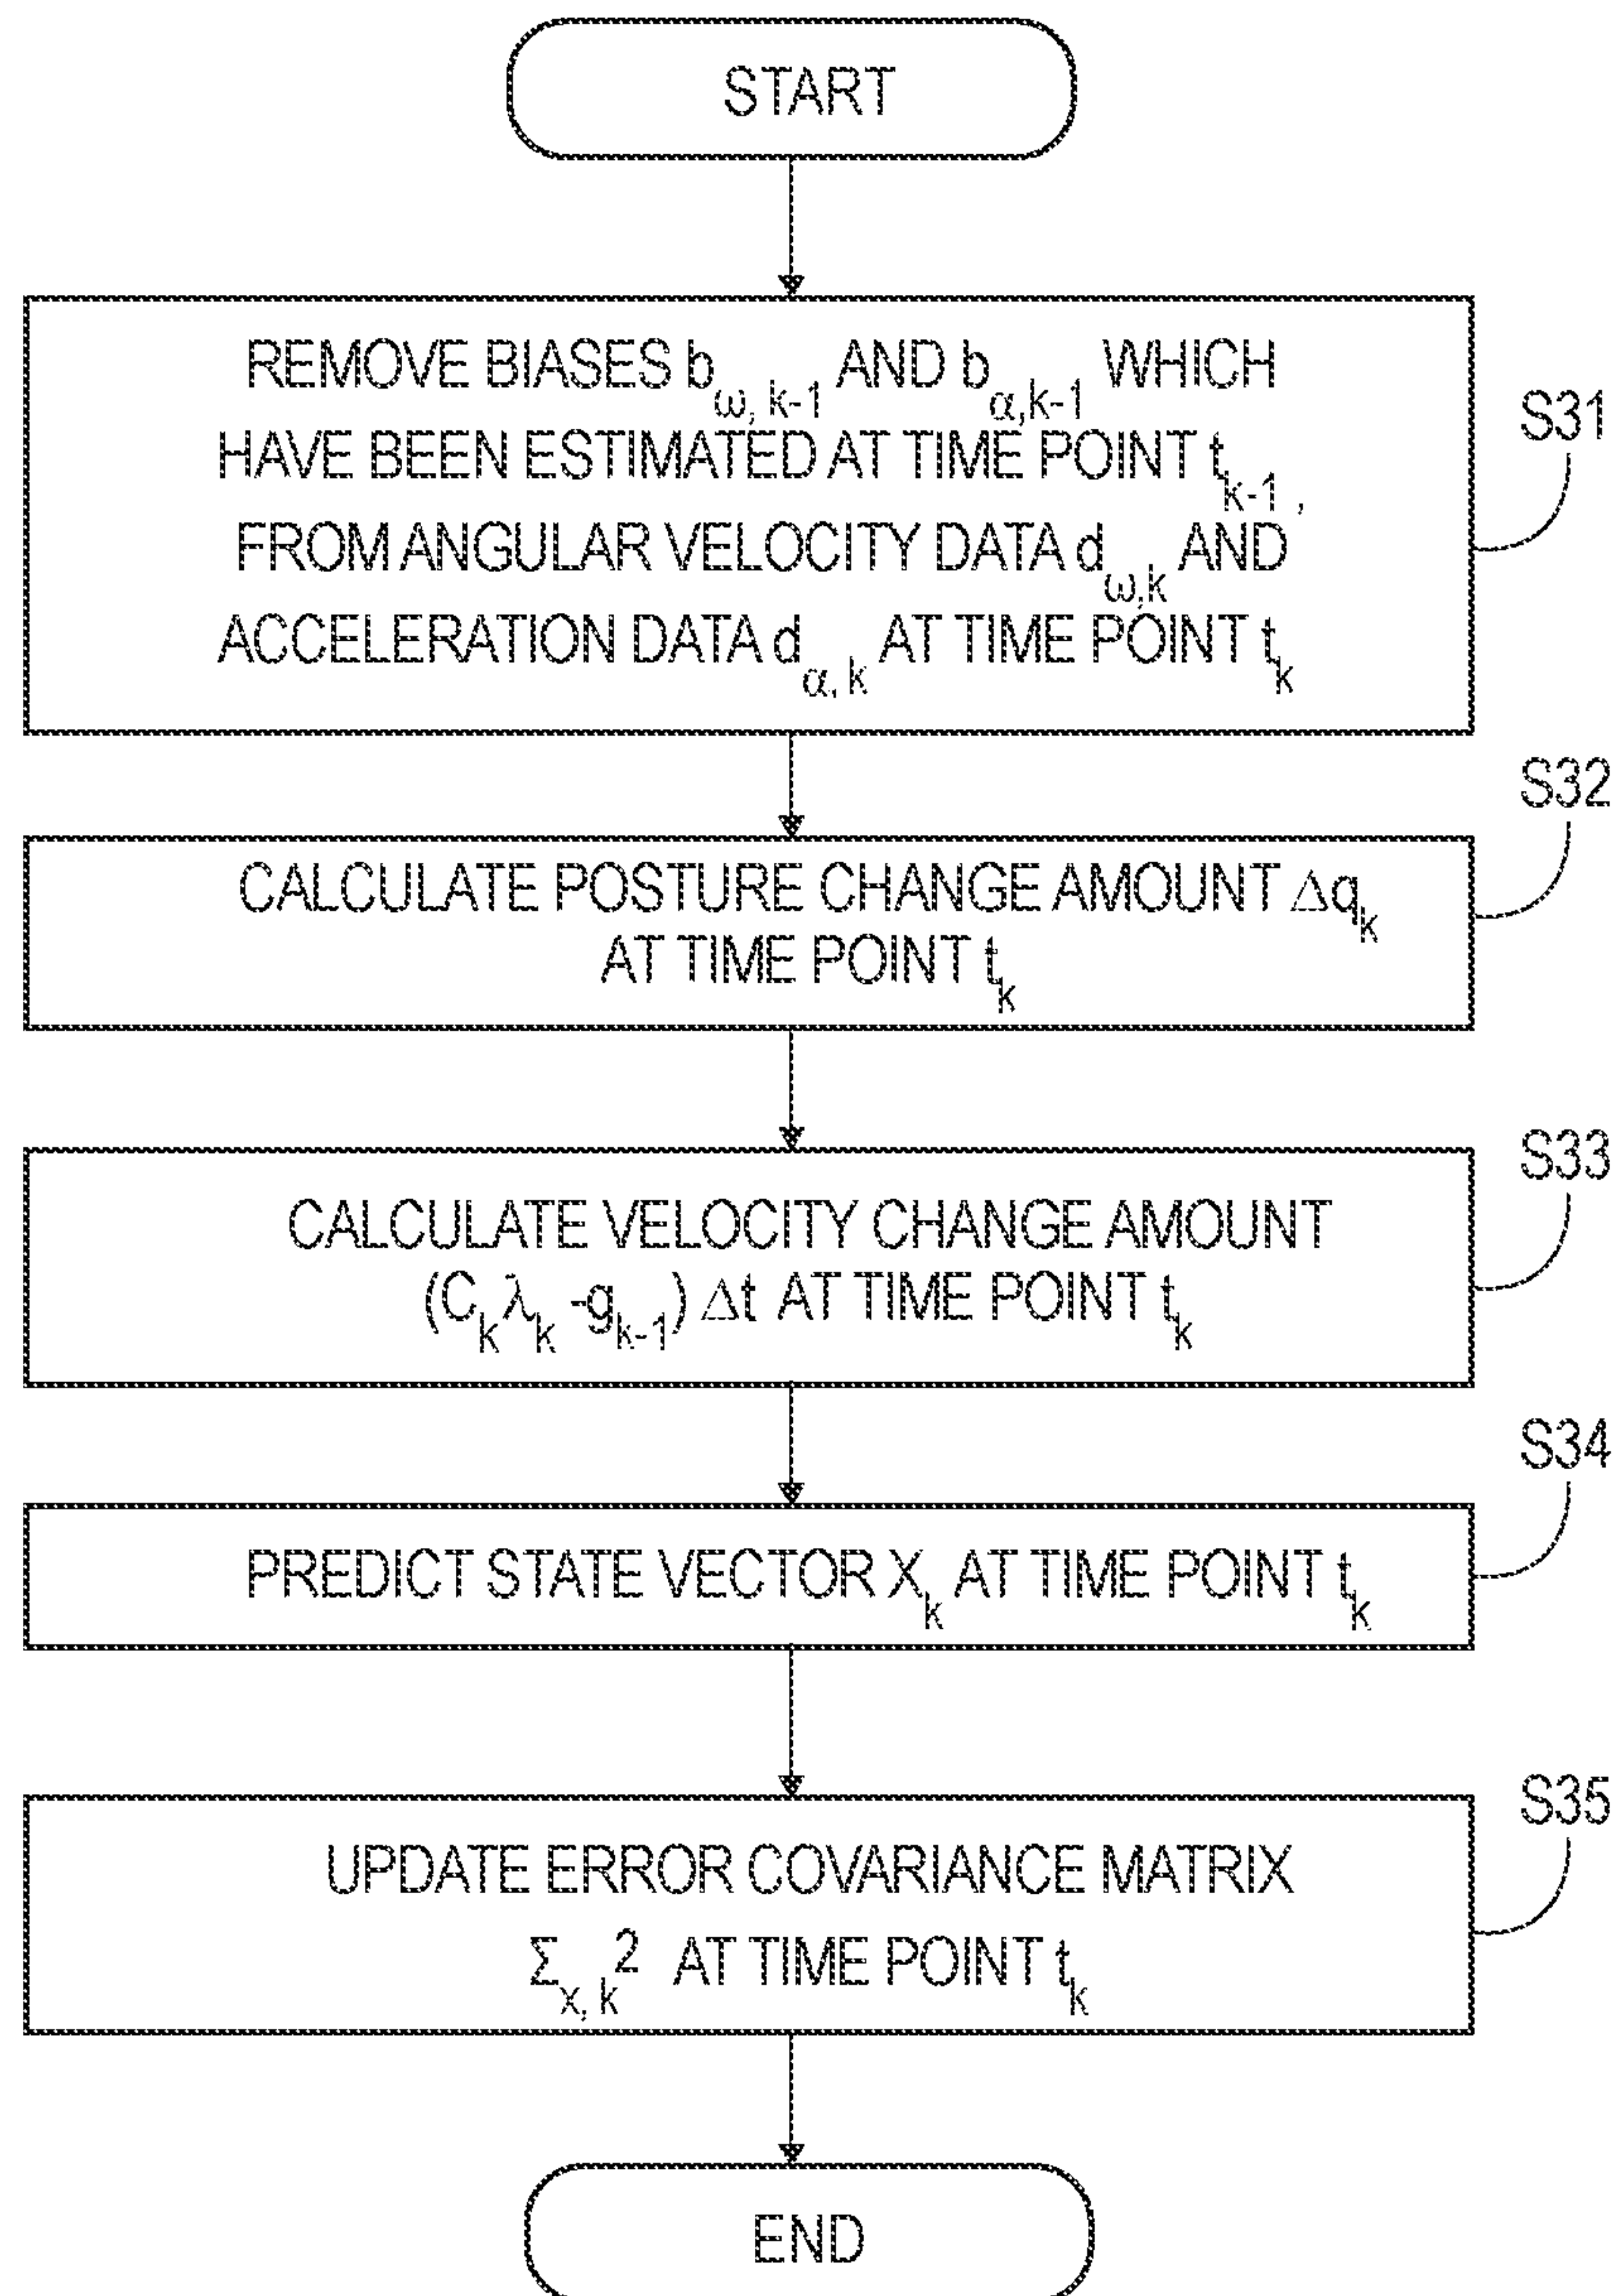 START
REMOVE BIASES b_ω, k-1 AND b_α,k-1 WHICH
HAVE BEEN ESTIMATED AT TIME POINT t_k-1,
FROM ANGULAR VELOCITY DATA d_ω,k AND
ACCELERATION DATA d_α, k AT TIME POINT t_k
S31
S32
CALCULATE POSTURE CHANGE AMOUNT Δq_k
AT TIME POINT t_k
S33
CALCULATE VELOCITY CHANGE AMOUNT
(C_k λ_k -g_k-1) Δt AT TIME POINT t_k
S34
PREDICT STATE VECTOR X_k AT TIME POINT t_k
S35
UPDATE ERROR COVARIANCE MATRIX
Σ_x, k^2 AT TIME POINT t_k
END